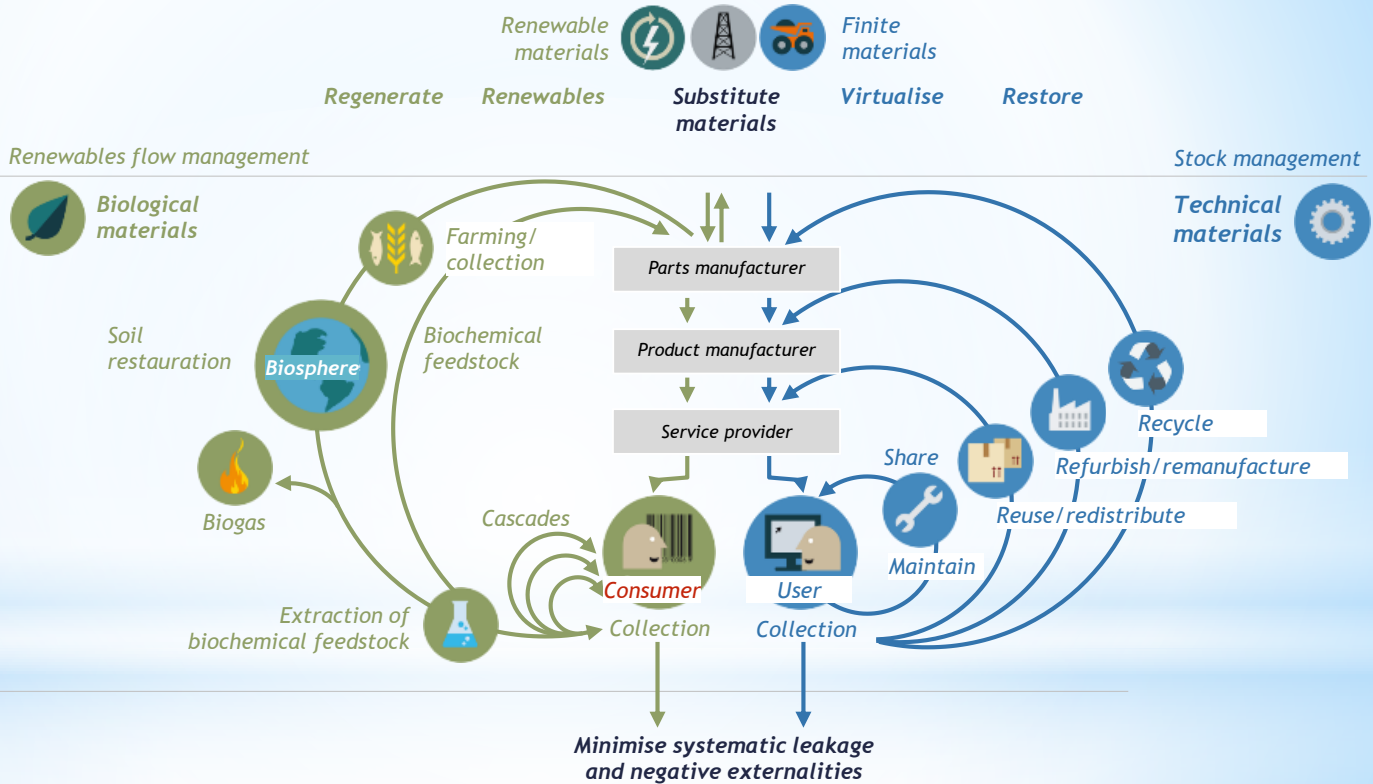 Renewable
materials
Finite
materials
Regenerate
Renewables
Substitute
materials
Virtualise
Restore
Renewables flow management
Stock management
Biological
materials
Technical
materials
Farming/
collection
Parts manufacturer
Soil
restauration
Biosphere
Biochemical
feedstock
Product manufacturer
Service provider
Recycle
Share
Refurbish/remanufacture
Biogas
Cascades
Reuse/redistribute
Maintain
Consumer
User
Extraction of
biochemical feedstock
Collection
Collection
Minimise systematic leakage
and negative externalities